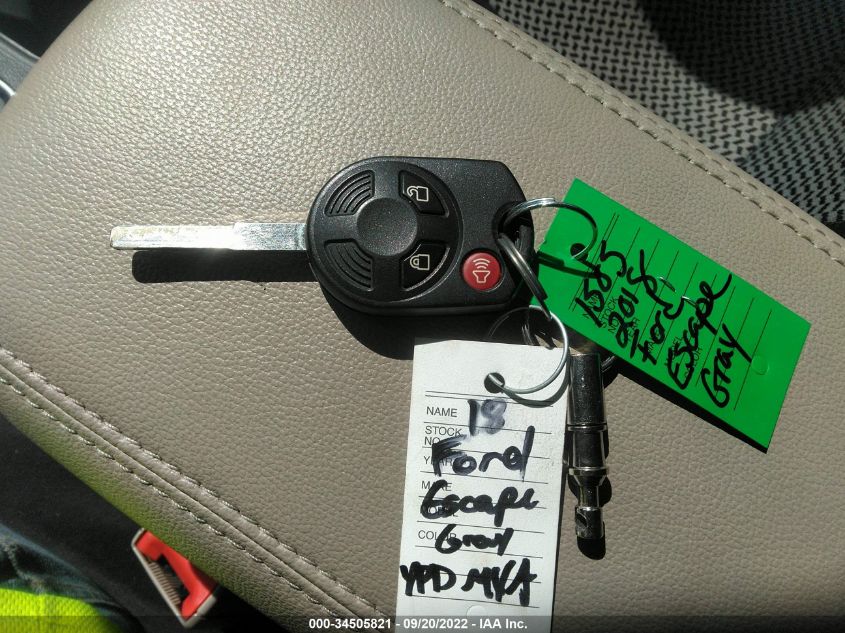 1585
2018
Ford
Escape
Gray
NAME 18
STOCK
NO.
Ford
Escape
COLOR Gray
YPD MVA
000-34505821 - 09/20/2022 - IAA Inc.